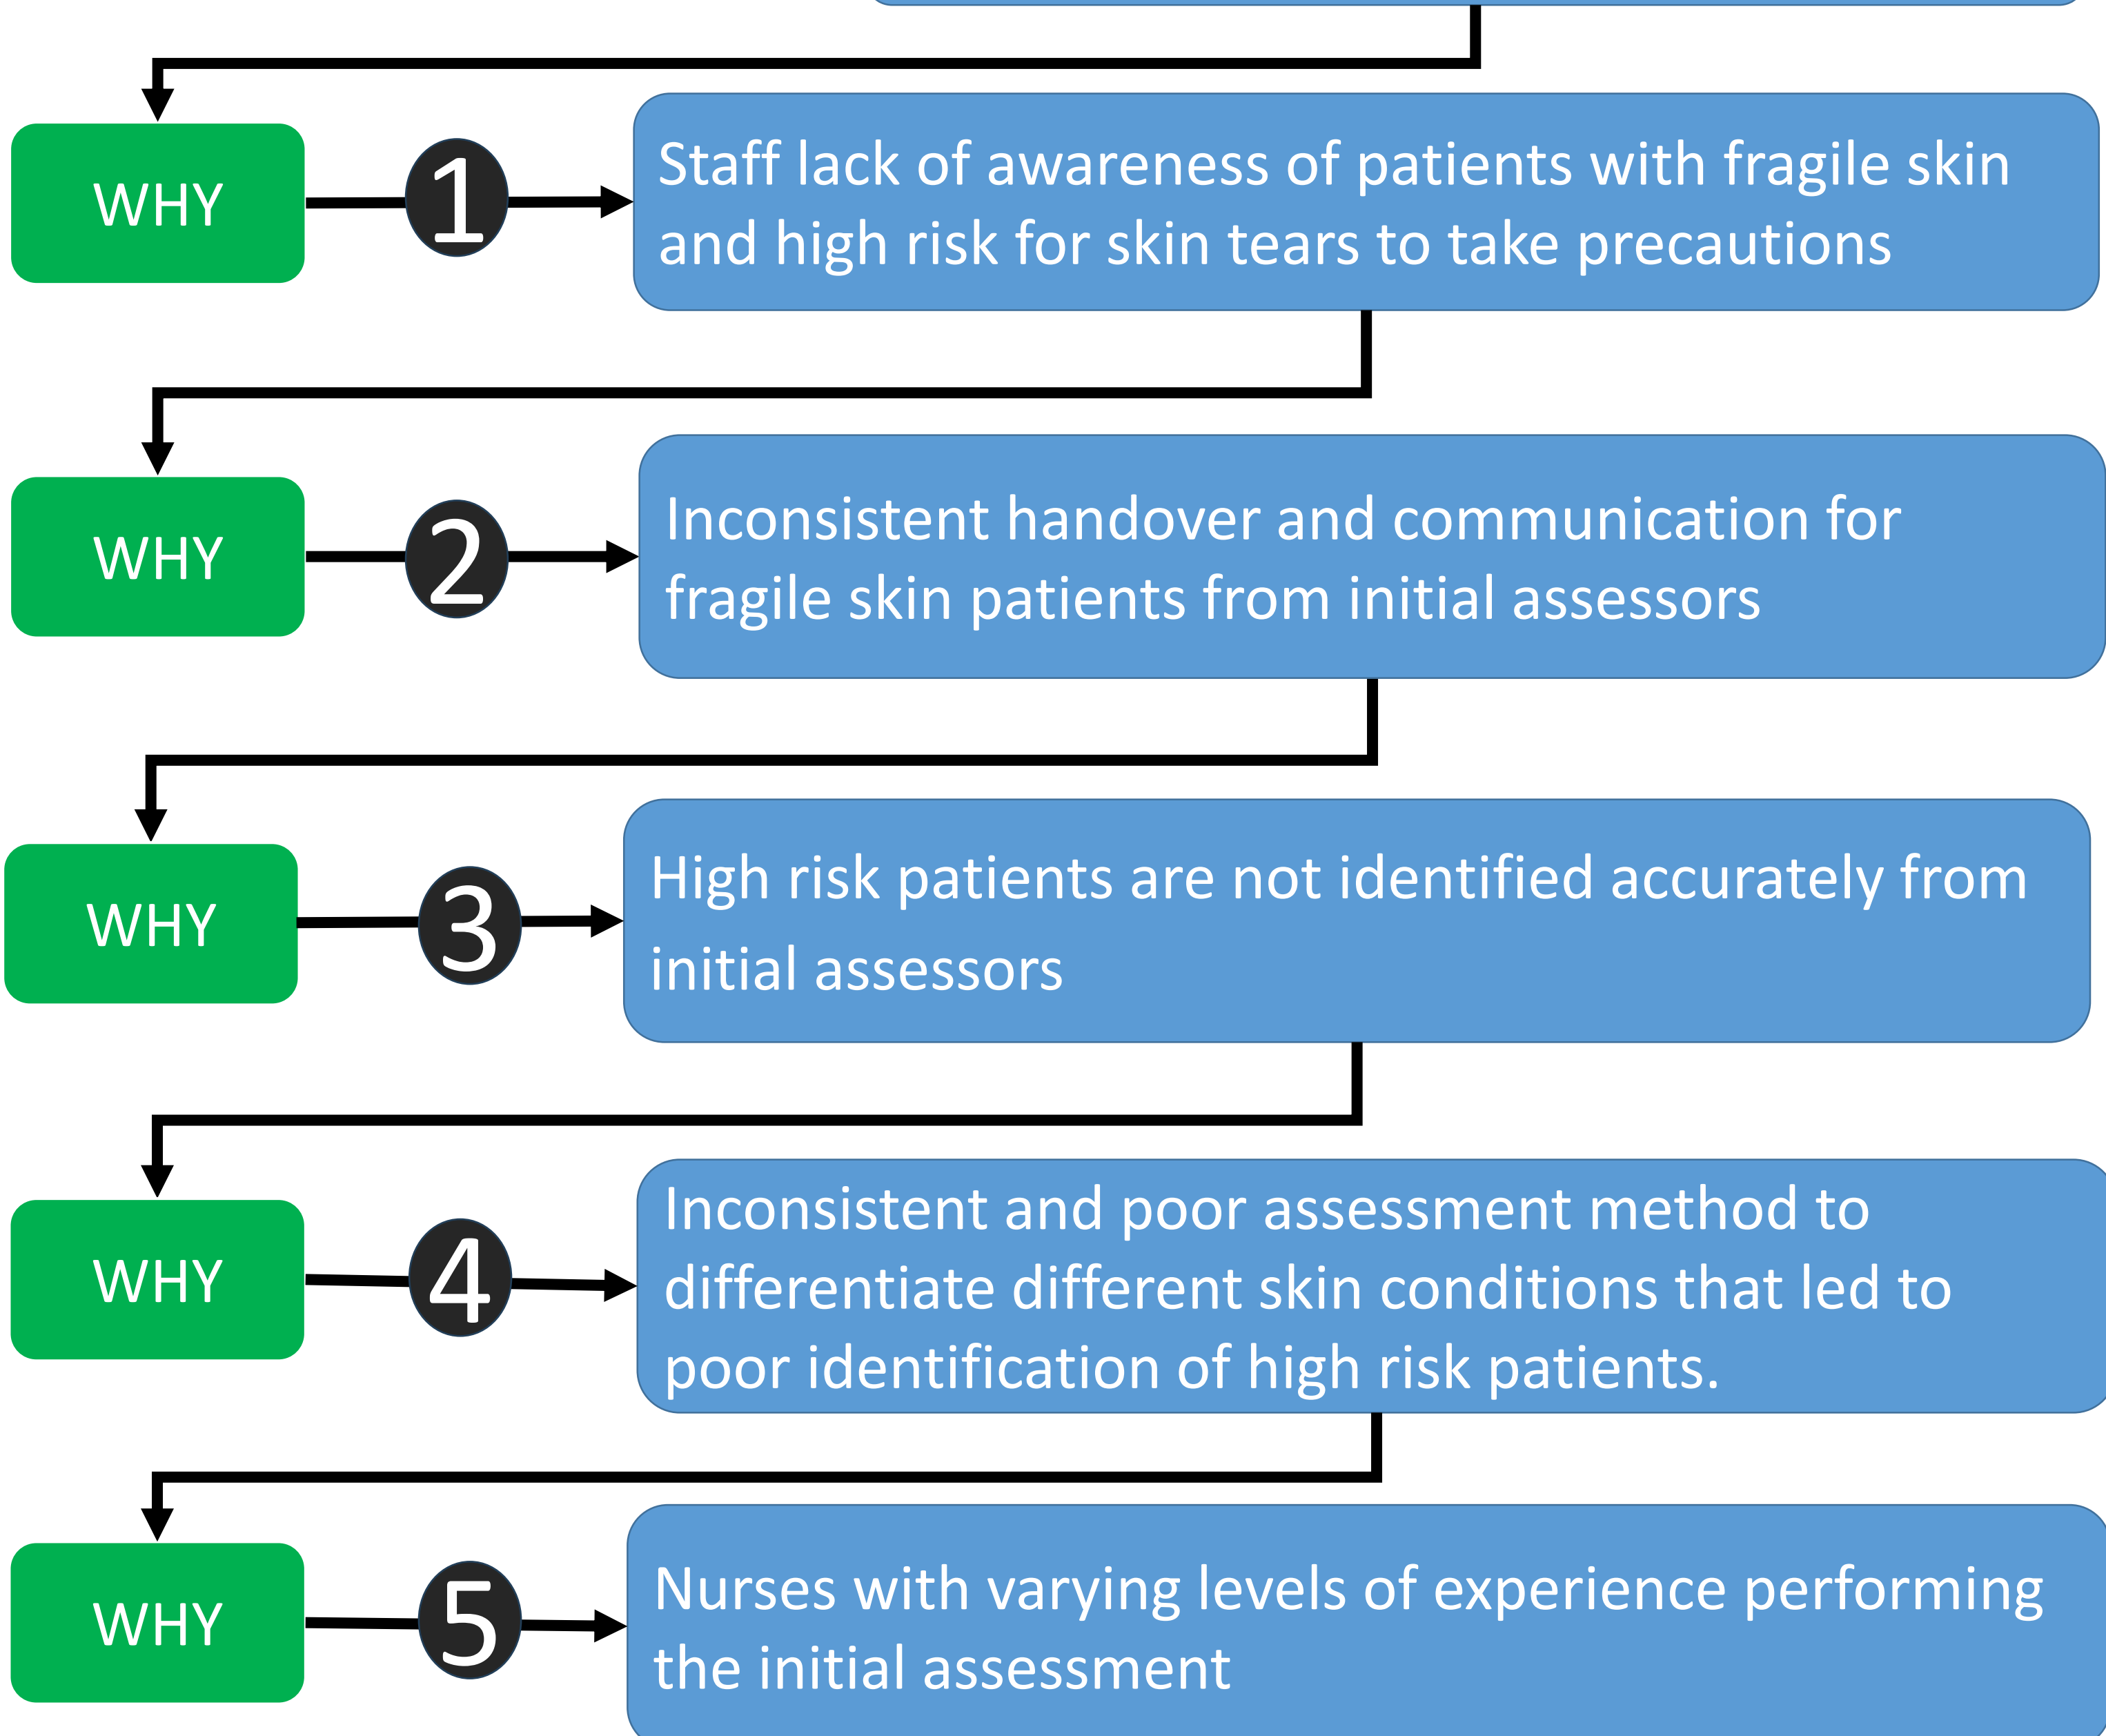 WHY
1
Staff lack of awareness of patients with fragile skin
and high risk for skin tears to take precautions
WHY
2
Inconsistent handover and communication for
fragile skin patients from initial assessors
WHY
3
High risk patients are not identified accurately from
initial assessors
WHY
4
Inconsistent and poor assessment method to
differentiate different skin conditions that led to
poor identification of high risk patients.
WHY
5
Nurses with varying levels of experience performing
the initial assessment